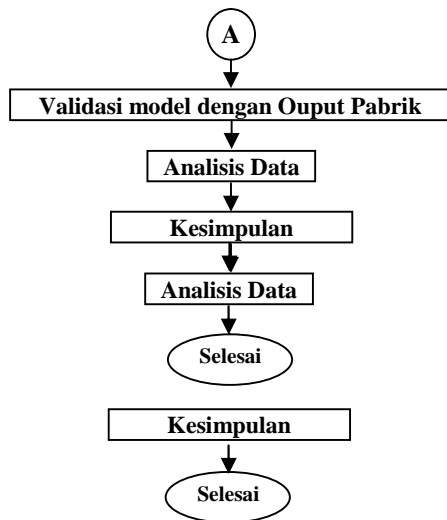 A
Validasi model dengan Ouput Pabrik
Analisis Data
Kesimpulan
Analisis Data
Selesai
Kesimpulan
Selesai